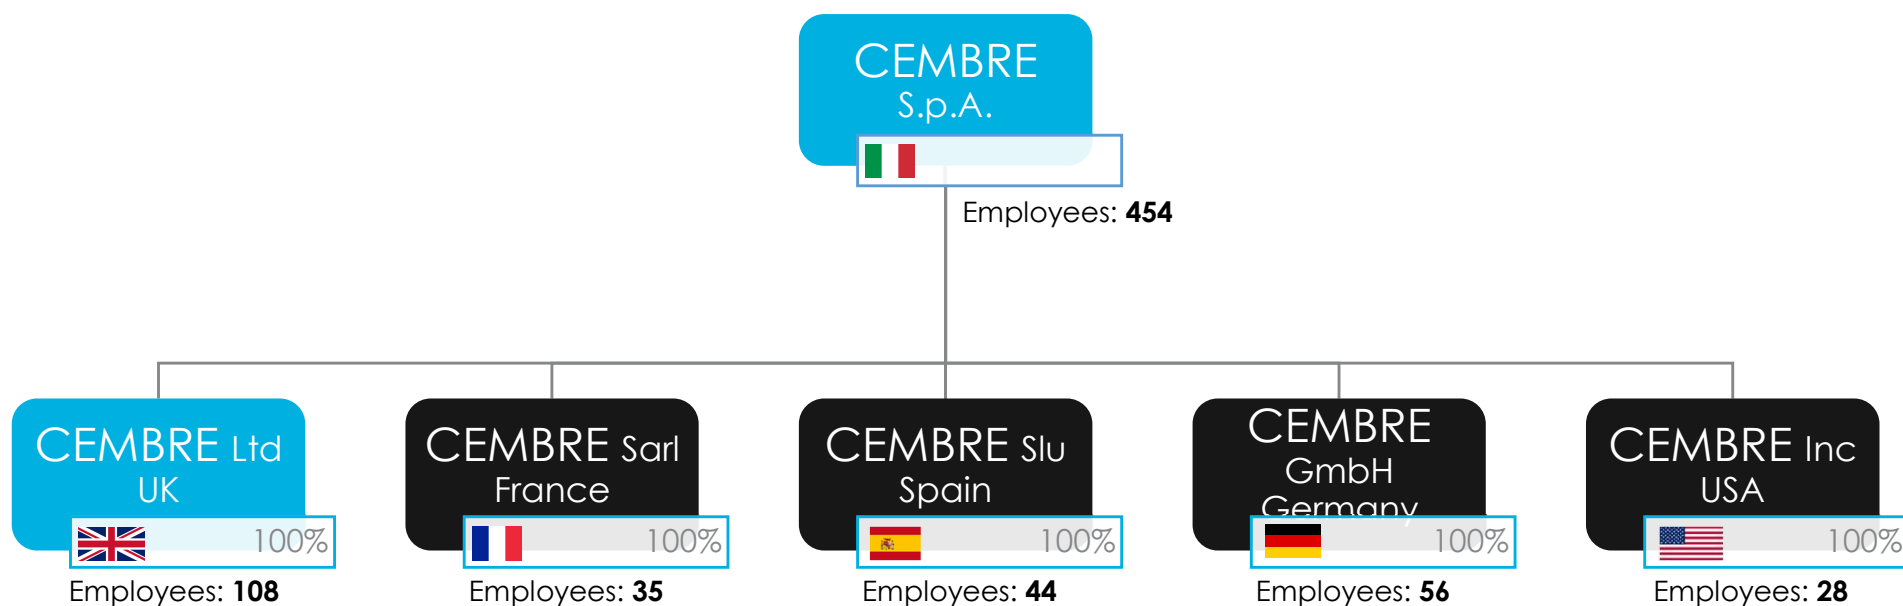 CEMBRE
S.p.A.
Employees: 454
CEMBRE Ltd
UK
100%
Employees: 108
CEMBRE Sarl
France
100%
Employees: 35
CEMBRE Slu
Spain
100%
Employees: 44
CEMBRE
GmbH
Germany
100%
Employees: 56
CEMBRE Inc
USA
100%
Employees: 28